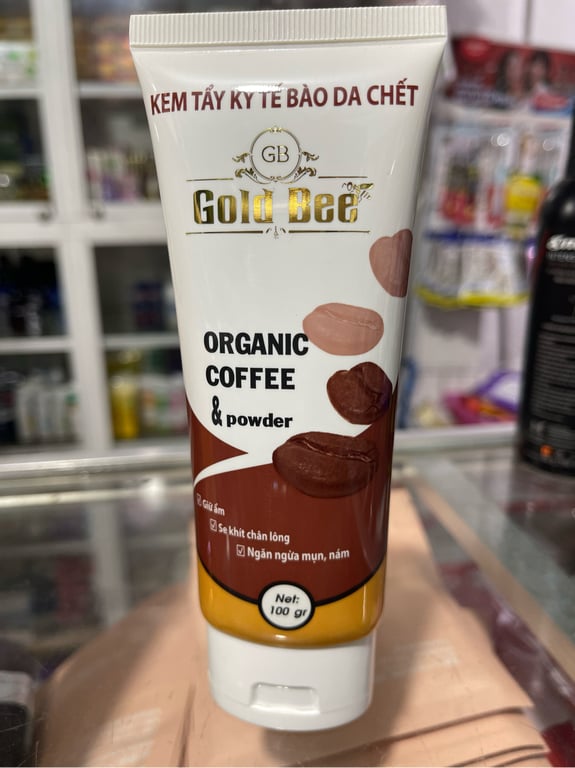 KEM TẨY KỲ TẾ BÀO DA CHẾT
GB
Gold Bee
ORGANIC
COFFEE
& powder
☑ Giữ ẩm
☑ Se khít chân lông
☑ Ngăn ngừa mụn, nám
Net:
100 gr